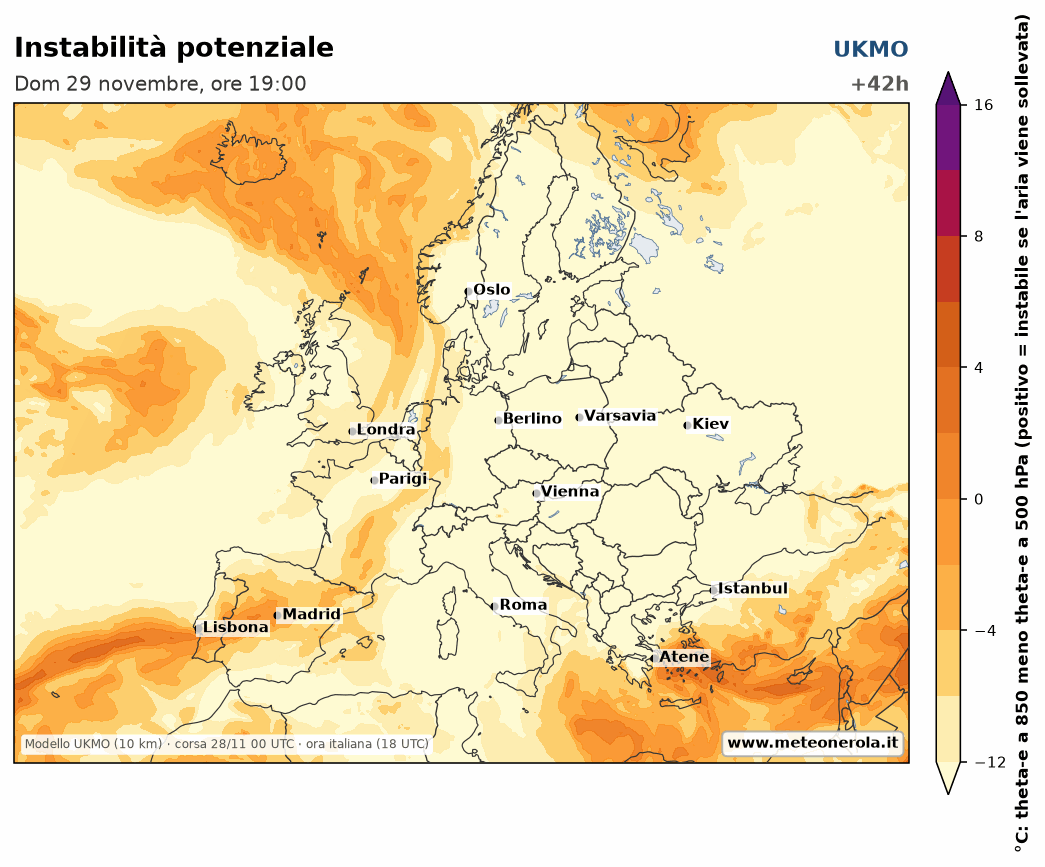 Instabilità potenziale
UKMO
Dom 29 novembre, ore 19:00
+42h
Oslo
Londra
Berlino
Varsavia
Kiev
Parigi
Vienna
Istanbul
Roma
Madrid
Lisbona
Atene
Modello UKMO (10 km) · corsa 28/11 00 UTC · ora italiana (18 UTC)
www.meteonerola.it
16
8
4
0
−4
−12
°C: theta-e a 850 meno theta-e a 500 hPa (positivo = instabile se l'aria viene sollevata)